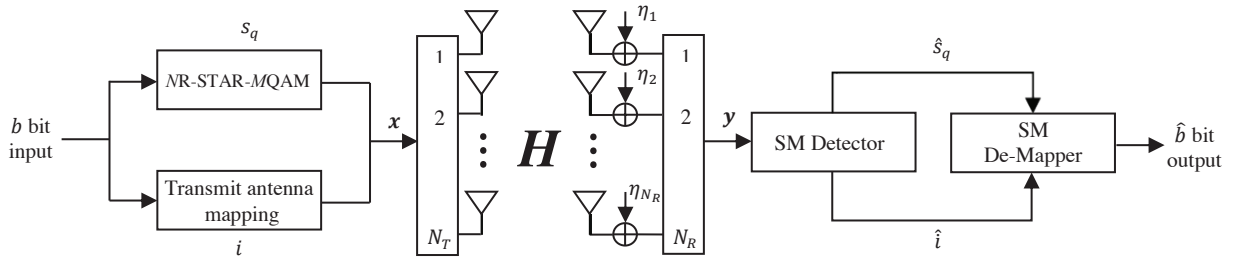 b bit
input
s_q
NR-STAR-MQAM
Transmit antenna
mapping
i
x
1
2
⋮
N_T
⋮
H
⋮
η_1
η_2
η_{N_R}
1
2
⋮
N_R
y
SM Detector
ŝ_q
î
SM
De-Mapper
b̂ bit
output